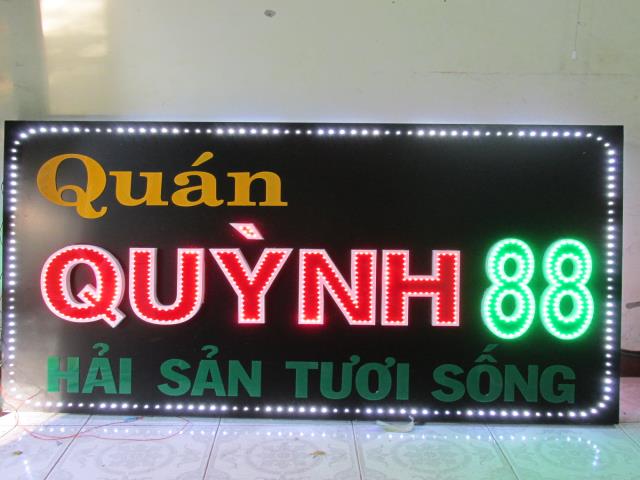 Quán
QUỲNH 88
HẢI SẢN TƯƠI SỐNG